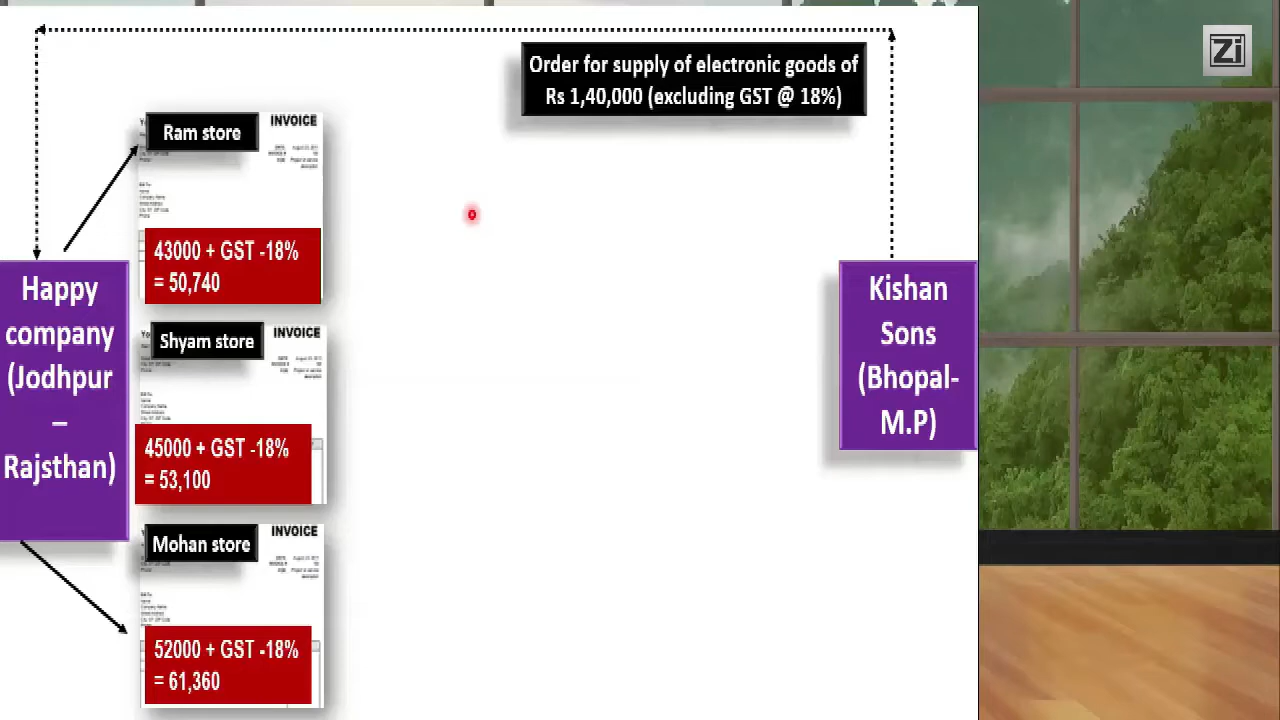 Zi
Order for supply of electronic goods of
Rs 1,40,000 (excluding GST @ 18%)
Ram store
INVOICE
43000 + GST -18%
= 50,740
Happy
company
(Jodhpur
–
Rajsthan)
Shyam store
INVOICE
45000 + GST -18%
= 53,100
Mohan store
INVOICE
52000 + GST -18%
= 61,360
Kishan
Sons
(Bhopal-
M.P)